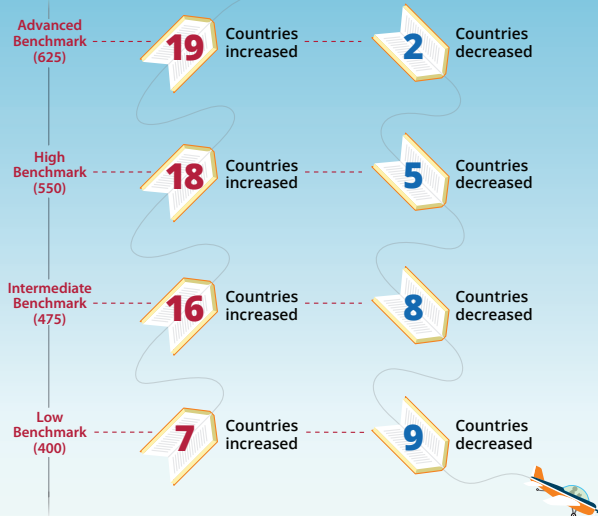 Advanced
Benchmark
(625)
19
Countries
increased
2
Countries
decreased
High
Benchmark
(550)
18
Countries
increased
5
Countries
decreased
Intermediate
Benchmark
(475)
16
Countries
increased
8
Countries
decreased
Low
Benchmark
(400)
7
Countries
increased
9
Countries
decreased